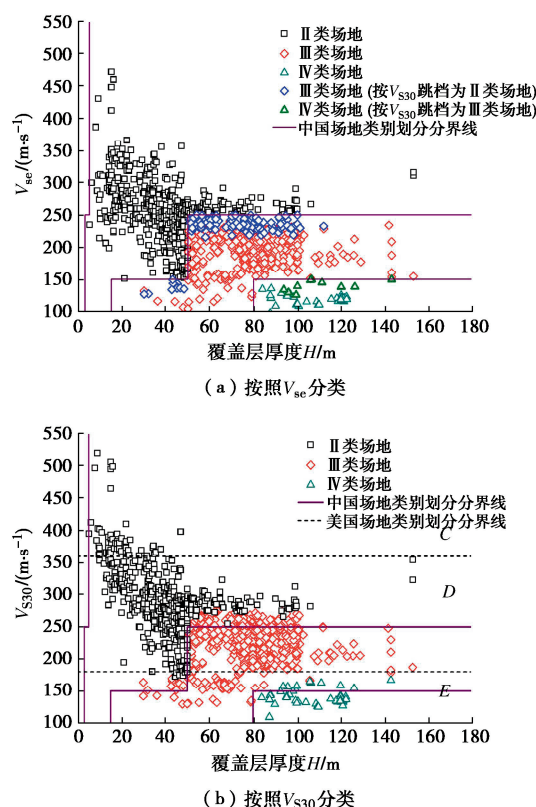 550
500
450
400
350
300
250
200
150
100
V_se/(m·s⁻¹)
Ⅱ类场地
Ⅲ类场地
Ⅳ类场地
Ⅲ类场地 (按V_S30跳档为Ⅱ类场地)
Ⅳ类场地 (按V_S30跳档为Ⅲ类场地)
中国场地类别划分分界线
0 20 40 60 80 100 120 140 160 180
覆盖层厚度H/m
(a) 按照V_se分类
550
500
450
400
350
300
250
200
150
100
V_S30/(m·s⁻¹)
Ⅱ类场地
Ⅲ类场地
Ⅳ类场地
中国场地类别划分分界线
美国场地类别划分分界线
C
D
E
0 20 40 60 80 100 120 140 160 180
覆盖层厚度H/m
(b) 按照V_S30分类